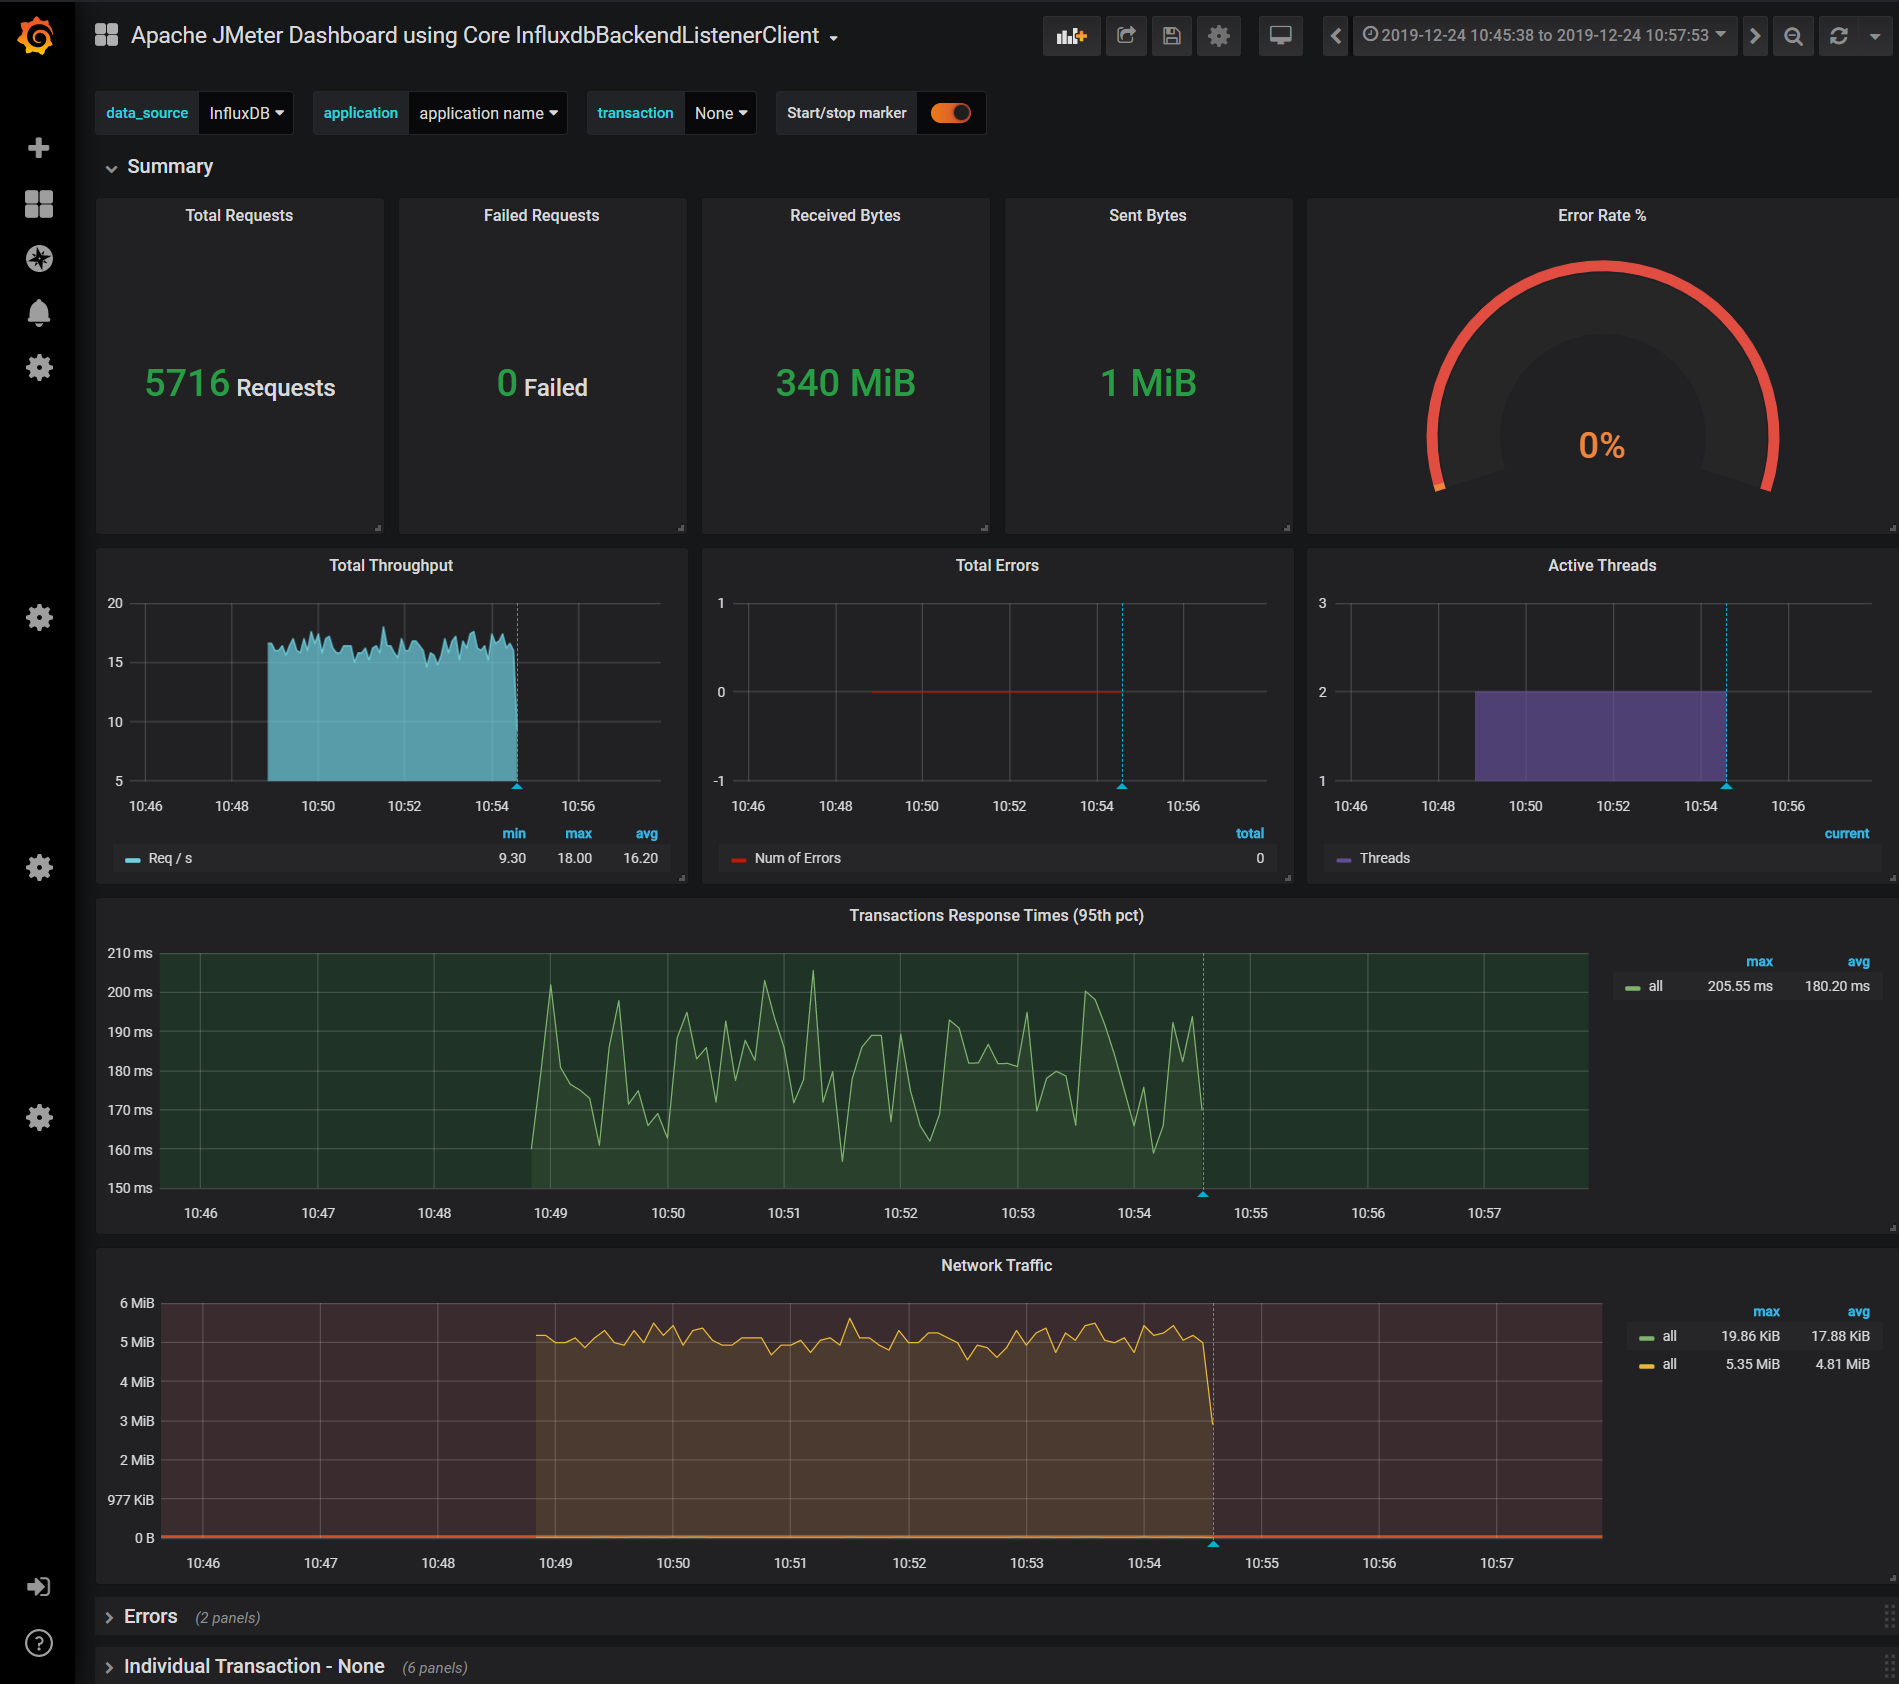 Apache JMeter Dashboard using Core InfluxdbBackendListenerClient
2019-12-24 10:45:38 to 2019-12-24 10:57:53
data_source InfluxDB application application name transaction None Start/stop marker
Summary
Total Requests
5716 Requests
Failed Requests
0 Failed
Received Bytes
340 MiB
Sent Bytes
1 MiB
Error Rate %
0%
Total Throughput
20
15
10
5
10:46 10:48 10:50 10:52 10:54 10:56
min max avg
Req / s 9.30 18.00 16.20
Total Errors
1
0
-1
10:46 10:48 10:50 10:52 10:54 10:56
total
Num of Errors 0
Active Threads
3
2
1
10:46 10:48 10:50 10:52 10:54 10:56
current
Threads
Transactions Response Times (95th pct)
210 ms
200 ms
190 ms
180 ms
170 ms
160 ms
150 ms
10:46 10:47 10:48 10:49 10:50 10:51 10:52 10:53 10:54 10:55 10:56 10:57
max avg
all 205.55 ms 180.20 ms
Network Traffic
6 MiB
5 MiB
4 MiB
3 MiB
2 MiB
977 KiB
0 B
10:46 10:47 10:48 10:49 10:50 10:51 10:52 10:53 10:54 10:55 10:56 10:57
max avg
all 19.86 KiB 17.88 KiB
all 5.35 MiB 4.81 MiB
Errors (2 panels)
Individual Transaction - None (6 panels)